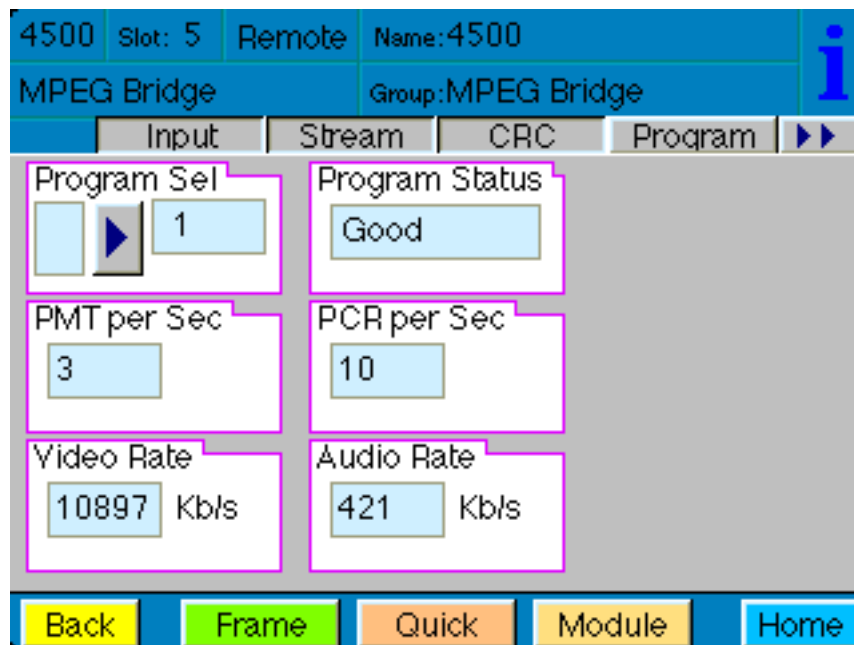 4500 Slot: 5 Remote Name:4500
MPEG Bridge Group:MPEG Bridge
Input Stream CRC Program
Program Sel Program Status
1 Good
PMT per Sec PCR per Sec
3 10
Video Rate Audio Rate
10897 Kb/s 421 Kb/s
Back Frame Quick Module Home